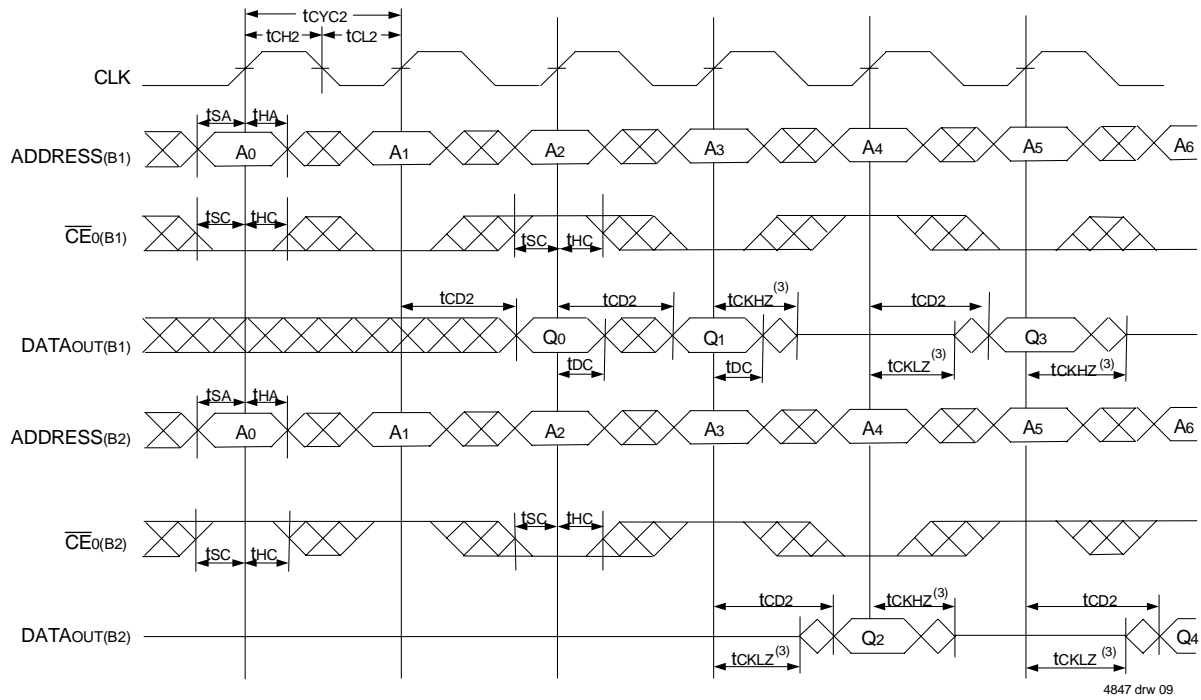 tCYC2
tCH2 tCL2
CLK
tSA tHA
ADDRESS(B1) A0 A1 A2 A3 A4 A5 A6
tSC tHC
CE0(B1)
tSC tHC
tCD2 tCD2 tCKHZ(3) tCD2
DATAOUT(B1) Q0 Q1 Q3
tDC tDC tCKLZ(3) tCKHZ(3)
tSA tHA
ADDRESS(B2) A0 A1 A2 A3 A4 A5 A6
tSC tHC
CE0(B2)
tSC tHC
tCD2 tCKHZ(3) tCD2
DATAOUT(B2) Q2 Q4
tCKLZ(3) tCKLZ(3)
4847 drw 09